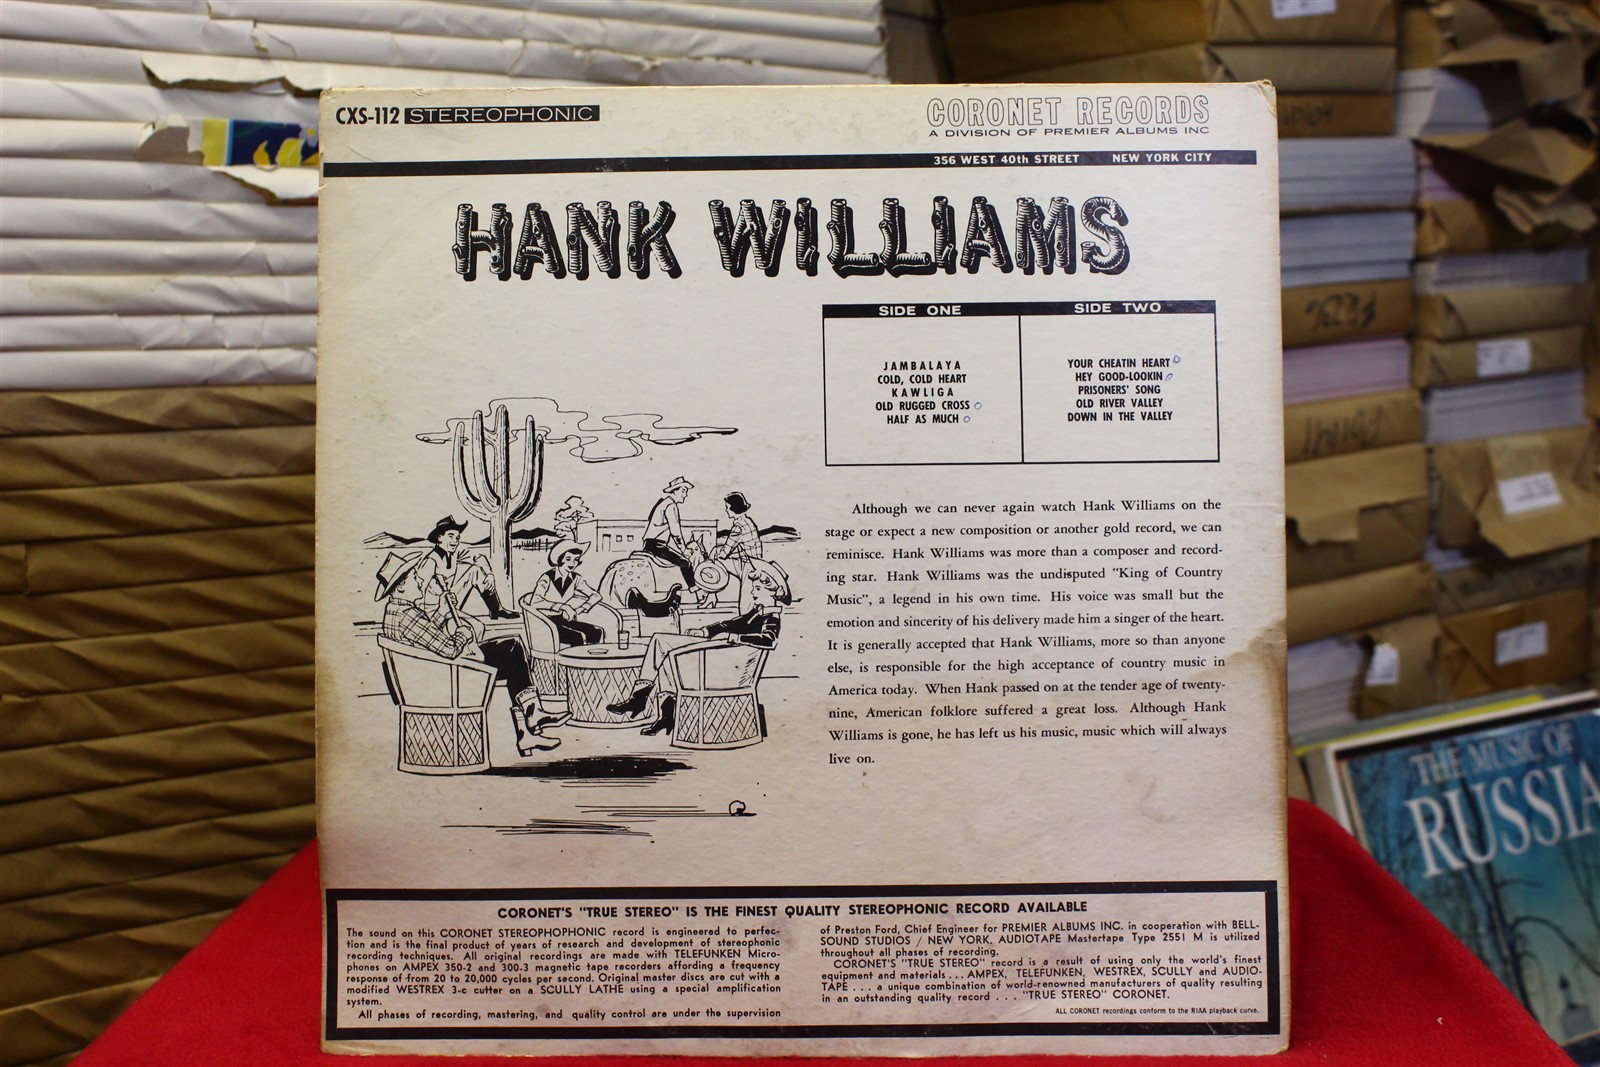 CXS-112 STEREOPHONIC
CORONET RECORDS
A DIVISION OF PREMIER ALBUMS INC
356 WEST 40th STREET NEW YORK CITY
HANK WILLIAMS
SIDE ONE
JAMBALAYA
COLD, COLD HEART
KAWLIGA
OLD RUGGED CROSS
HALF AS MUCH
SIDE TWO
YOUR CHEATIN HEART
HEY GOOD-LOOKIN
PRISONERS' SONG
OLD RIVER VALLEY
DOWN IN THE VALLEY
Although we can never again watch Hank Williams on the
stage or expect a new composition or another gold record, we can
reminisce. Hank Williams was more than a composer and record-
ing star. Hank Williams was the undisputed "King of Country
Music", a legend in his own time. His voice was small but the
emotion and sincerity of his delivery made him a singer of the heart.
It is generally accepted that Hank Williams, more so than anyone
else, is responsible for the high acceptance of country music in
America today. When Hank passed on at the tender age of twenty-
nine, American folklore suffered a great loss. Although Hank
Williams is gone, he has left us his music, music which will always
live on.
CORONET'S "TRUE STEREO" IS THE FINEST QUALITY STEREOPHONIC RECORD AVAILABLE
The sound on this CORONET STEREOPHOPHONIC record is engineered to perfec-
tion and is the final product of years of research and development of stereophonic
recording techniques. All original recordings are made with TELEFUNKEN Micro-
phones on AMPEX 350-2 and 300-3 magnetic tape recorders affording a frequency
response of from 20 to 20,000 cycles per second. Original master discs are cut with a
modified WESTREX 3-c cutter on a SCULLY LATHE using a special amplification
system.
All phases of recording, mastering, and quality control are under the supervision
of Preston Ford, Chief Engineer for PREMIER ALBUMS INC. in cooperation with BELL-
SOUND STUDIOS / NEW YORK. AUDIOTAPE Mastertape Type 2551 M is utilized
throughout all phases of recording.
CORONET'S "TRUE STEREO" record is a result of using only the world's finest
equipment and materials . . . AMPEX, TELEFUNKEN, WESTREX, SCULLY and AUDIO-
TAPE . . . a unique combination of world-renowned manufacturers of quality resulting
in an outstanding quality record . . . "TRUE STEREO" CORONET.
ALL CORONET recordings conform to the RIAA playback curve.
THE MUSIC OF
RUSSIA